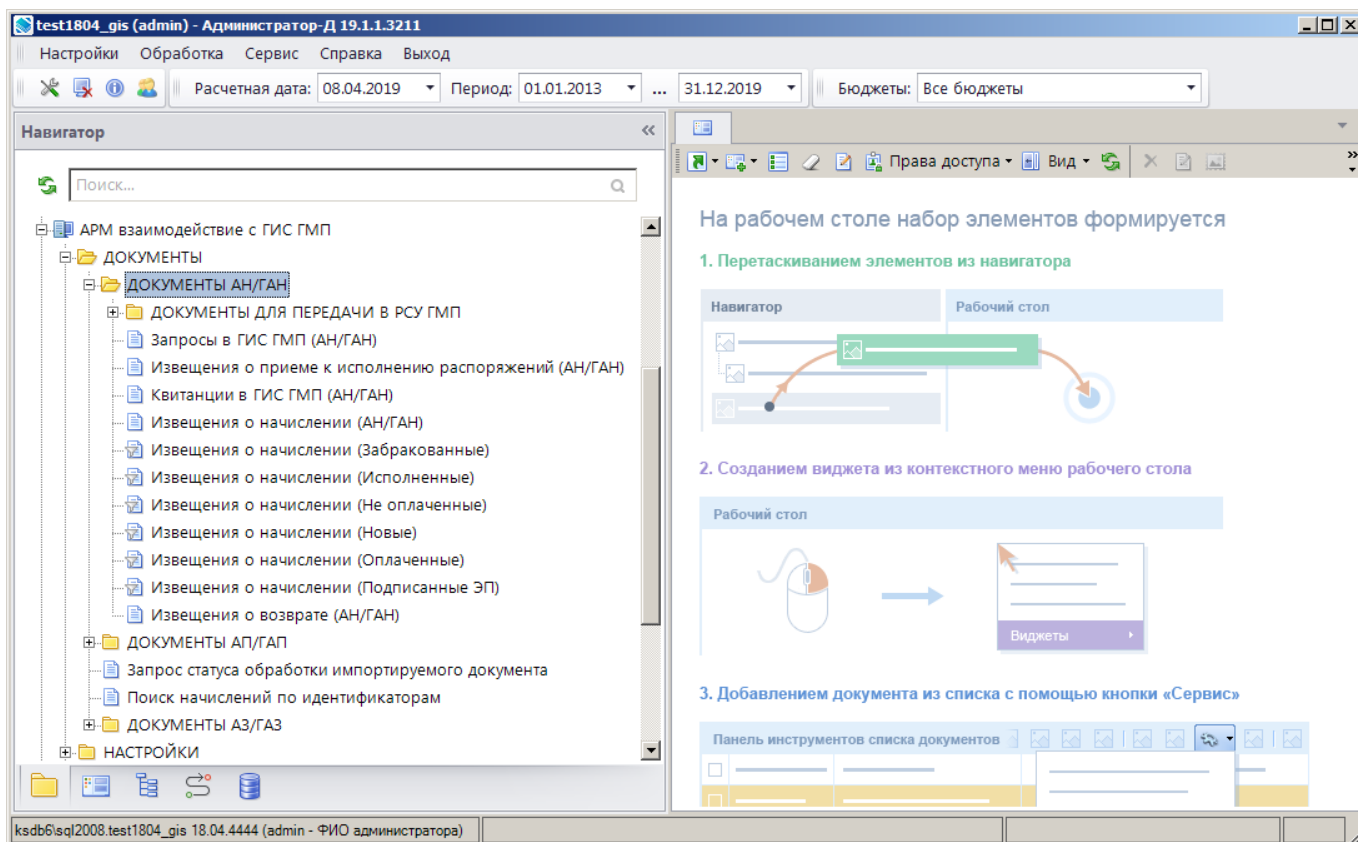 test1804_gis (admin) - Администратор-Д 19.1.1.3211
Настройки Обработка Сервис Справка Выход
Расчетная дата: 08.04.2019 Период: 01.01.2013 ... 31.12.2019 Бюджеты: Все бюджеты
Навигатор
Поиск...
АРМ взаимодействие с ГИС ГМП
ДОКУМЕНТЫ
ДОКУМЕНТЫ АН/ГАН
ДОКУМЕНТЫ ДЛЯ ПЕРЕДАЧИ В РСУ ГМП
Запросы в ГИС ГМП (АН/ГАН)
Извещения о приеме к исполнению распоряжений (АН/ГАН)
Квитанции в ГИС ГМП (АН/ГАН)
Извещения о начислении (АН/ГАН)
Извещения о начислении (Забракованные)
Извещения о начислении (Исполненные)
Извещения о начислении (Не оплаченные)
Извещения о начислении (Новые)
Извещения о начислении (Оплаченные)
Извещения о начислении (Подписанные ЭП)
Извещения о возврате (АН/ГАН)
ДОКУМЕНТЫ АП/ГАП
Запрос статуса обработки импортируемого документа
Поиск начислений по идентификаторам
ДОКУМЕНТЫ АЗ/ГАЗ
НАСТРОЙКИ
Права доступа Вид
На рабочем столе набор элементов формируется
1. Перетаскиванием элементов из навигатора
Навигатор Рабочий стол
2. Созданием виджета из контекстного меню рабочего стола
Рабочий стол
Виджеты
3. Добавлением документа из списка с помощью кнопки «Сервис»
Панель инструментов списка документов
ksdb6\sql2008.test1804_gis 18.04.4444 (admin - ФИО администратора)